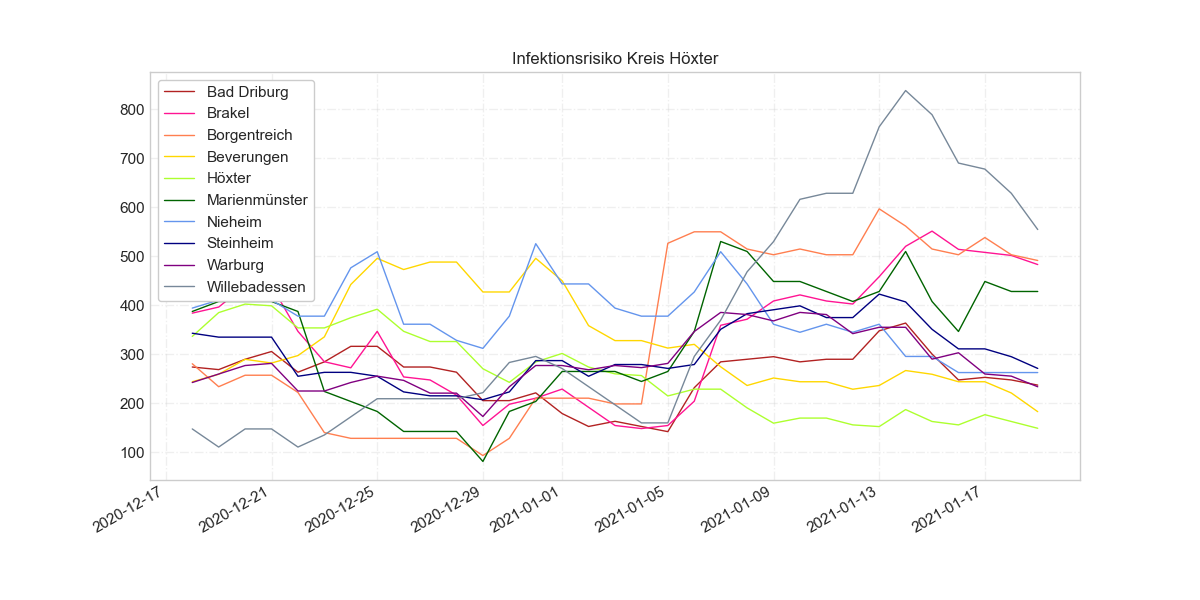 Infektionsrisiko Kreis Höxter
Bad Driburg
Brakel
Borgentreich
Beverungen
Höxter
Marienmünster
Nieheim
Steinheim
Warburg
Willebadessen
800
700
600
500
400
300
200
100
2020-12-17
2020-12-21
2020-12-25
2020-12-29
2021-01-01
2021-01-05
2021-01-09
2021-01-13
2021-01-17